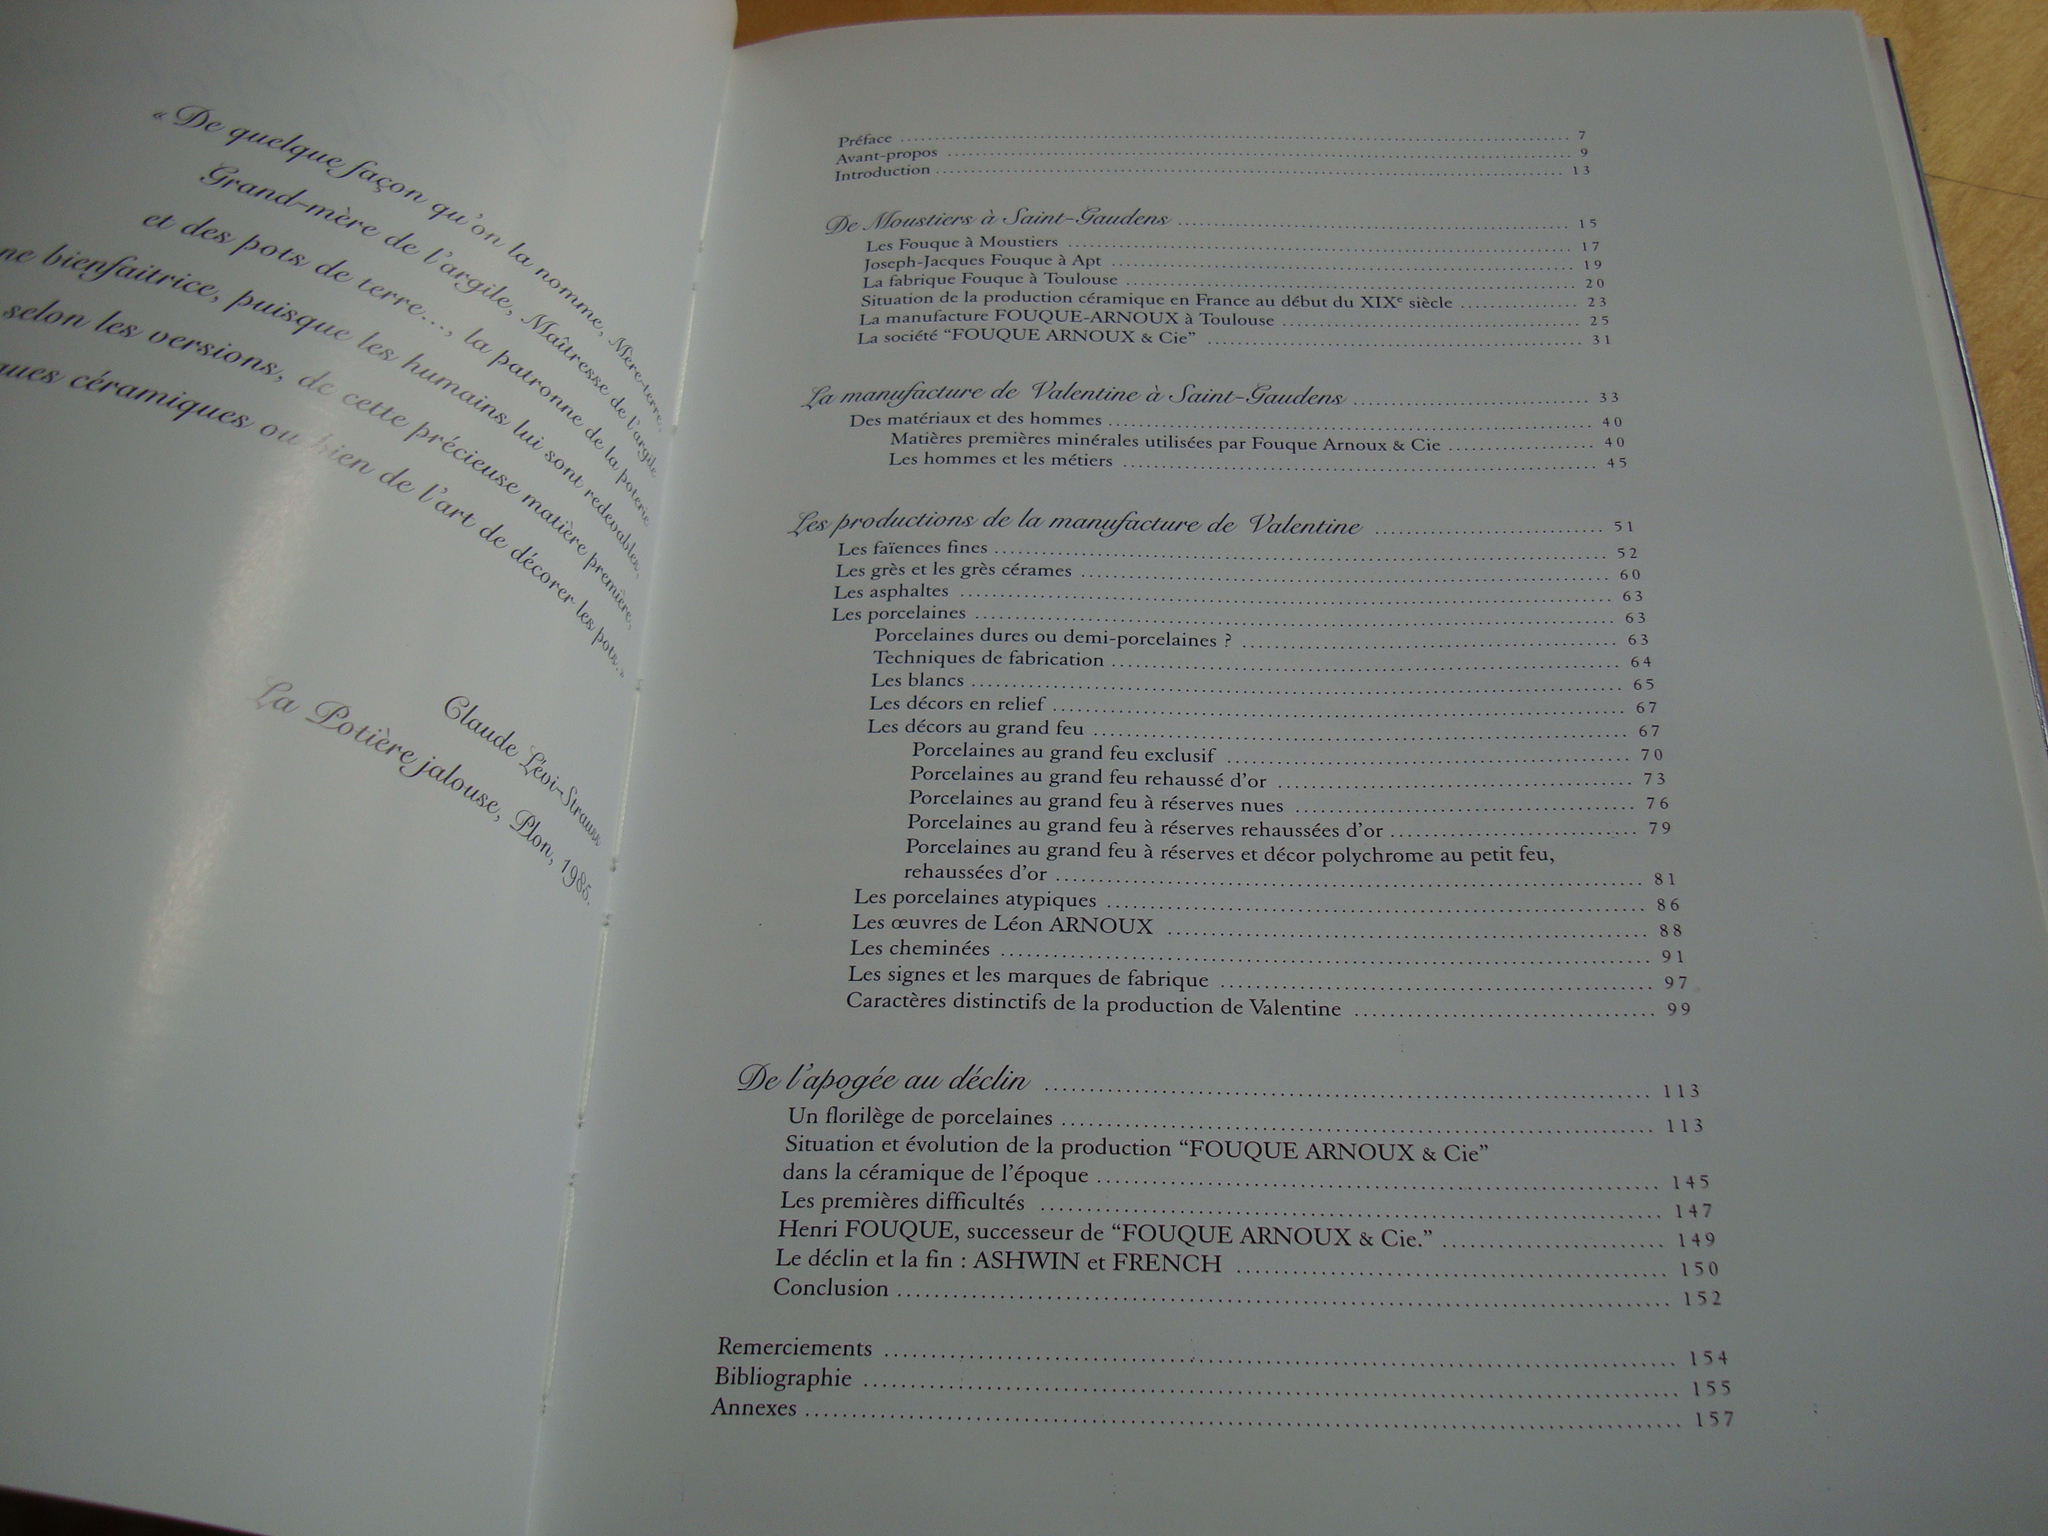 « De quelque façon qu'on la nomme, Mère-terre,
Grand-mère de l'argile, Maîtresse de l'argile
et des pots de terre..., la patronne de la poterie
ne bienfaitrice, puisque les humains lui sont redevables,
selon les versions, de cette précieuse matière première,
ques céramiques ou bien de l'art de décorer les pots... »
Claude Lévi-Strauss
La Potière jalouse, Plon, 1985.
Préface 7
Avant-propos 9
Introduction 13
De Moustiers à Saint-Gaudens 15
Les Fouque à Moustiers 17
Joseph-Jacques Fouque à Apt 19
La fabrique Fouque à Toulouse 20
Situation de la production céramique en France au début du XIXe siècle 23
La manufacture FOUQUE-ARNOUX à Toulouse 25
La société “FOUQUE ARNOUX & Cie” 31
La manufacture de Valentine à Saint-Gaudens 33
Des matériaux et des hommes 40
Matières premières minérales utilisées par Fouque Arnoux & Cie 40
Les hommes et les métiers 45
Les productions de la manufacture de Valentine 51
Les faïences fines 52
Les grès et les grès cérames 60
Les asphaltes 63
Les porcelaines 63
Porcelaines dures ou demi-porcelaines ? 63
Techniques de fabrication 64
Les blancs 65
Les décors en relief 67
Les décors au grand feu 67
Porcelaines au grand feu exclusif 70
Porcelaines au grand feu rehaussé d’or 73
Porcelaines au grand feu à réserves nues 76
Porcelaines au grand feu à réserves rehaussées d’or 79
Porcelaines au grand feu à réserves et décor polychrome au petit feu,
rehaussées d’or 81
Les porcelaines atypiques 86
Les œuvres de Léon ARNOUX 88
Les cheminées 91
Les signes et les marques de fabrique 97
Caractères distinctifs de la production de Valentine 99
De l’apogée au déclin 113
Un florilège de porcelaines 113
Situation et évolution de la production “FOUQUE ARNOUX & Cie”
dans la céramique de l’époque 145
Les premières difficultés 147
Henri FOUQUE, successeur de “FOUQUE ARNOUX & Cie.” 149
Le déclin et la fin : ASHWIN et FRENCH 150
Conclusion 152
Remerciements 154
Bibliographie 155
Annexes 157